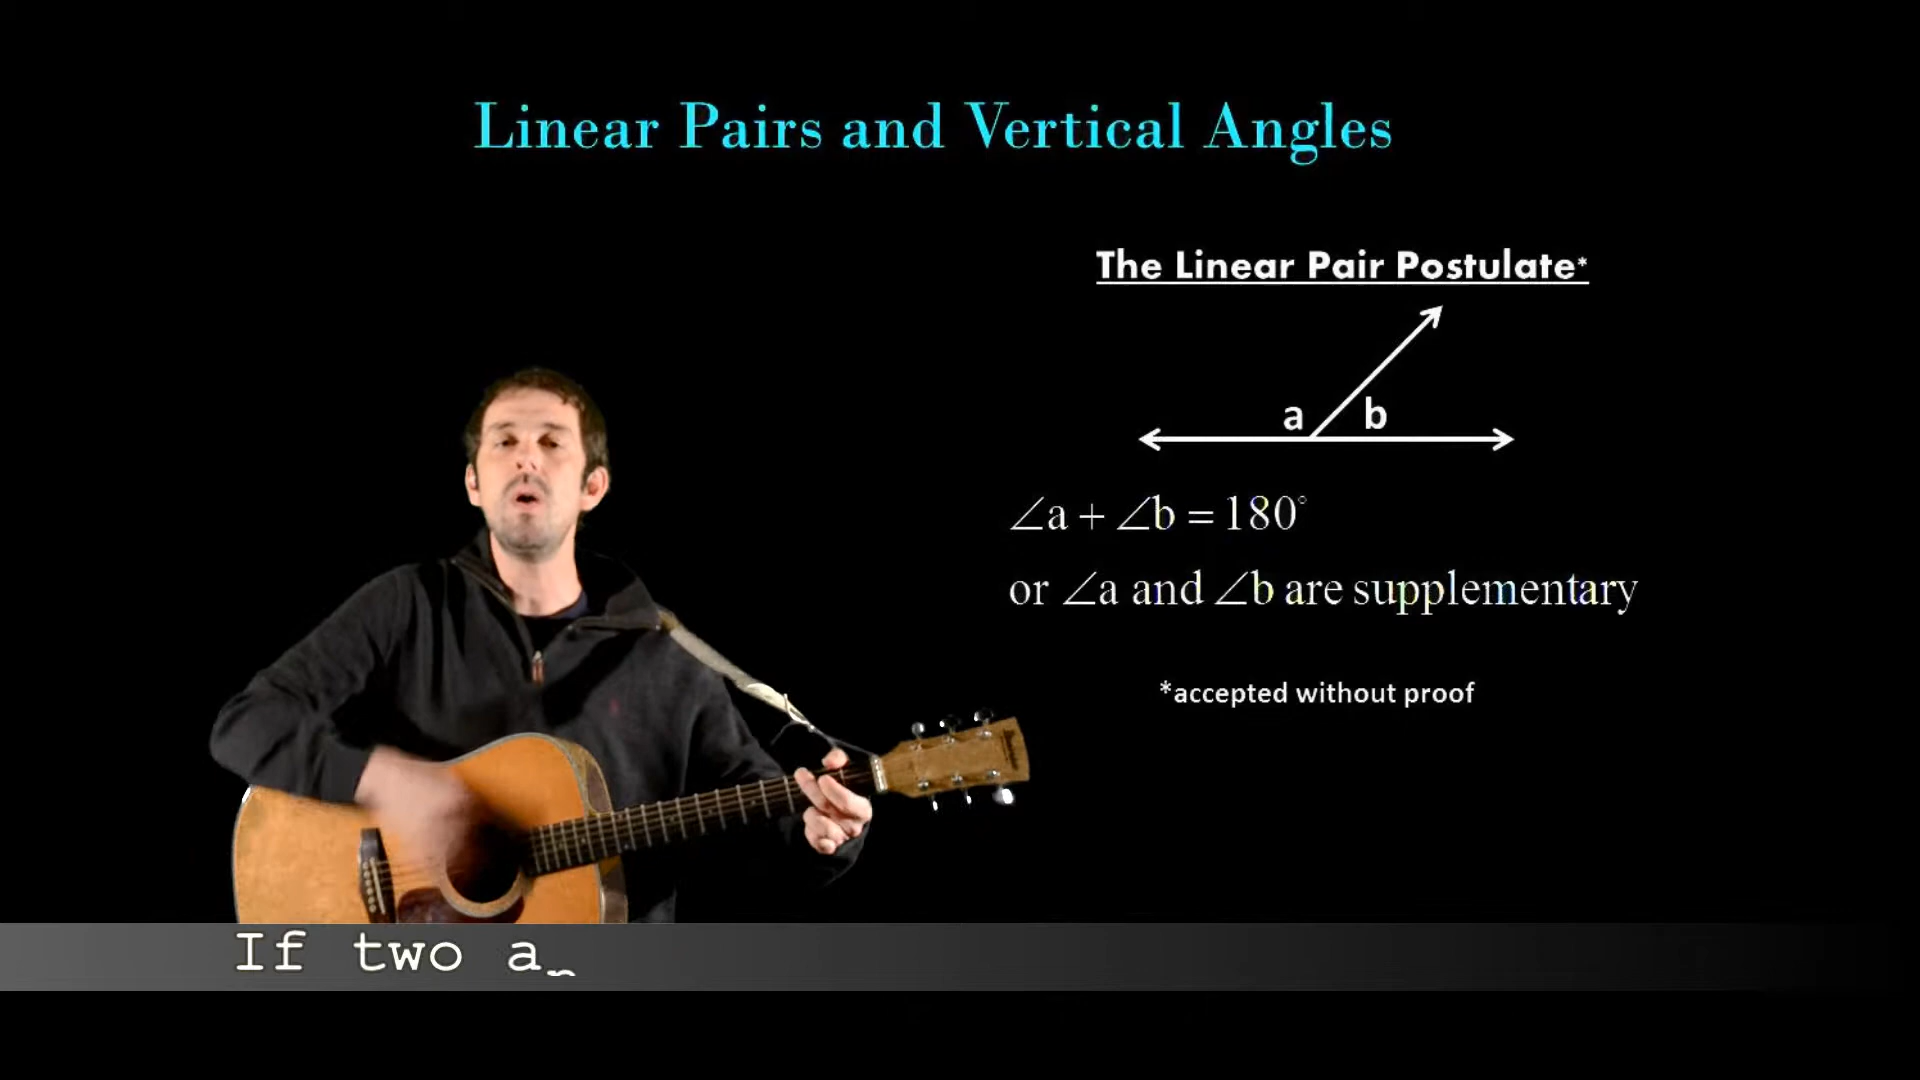 Linear Pairs and Vertical Angles
The Linear Pair Postulate*
a b
∠a + ∠b = 180°
or ∠a and ∠b are supplementary
*accepted without proof
If two a